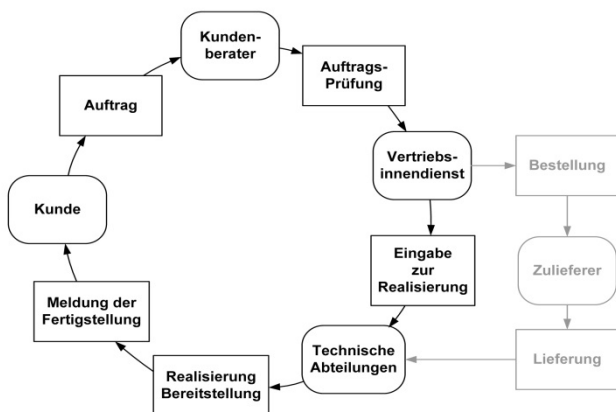 Kunden-
berater
Auftrags-
Prüfung
Auftrag
Vertriebs-
innendienst
Bestellung
Kunde
Eingabe
zur
Realisierung
Zulieferer
Meldung der
Fertigstellung
Technische
Abteilungen
Lieferung
Realisierung
Bereitstellung